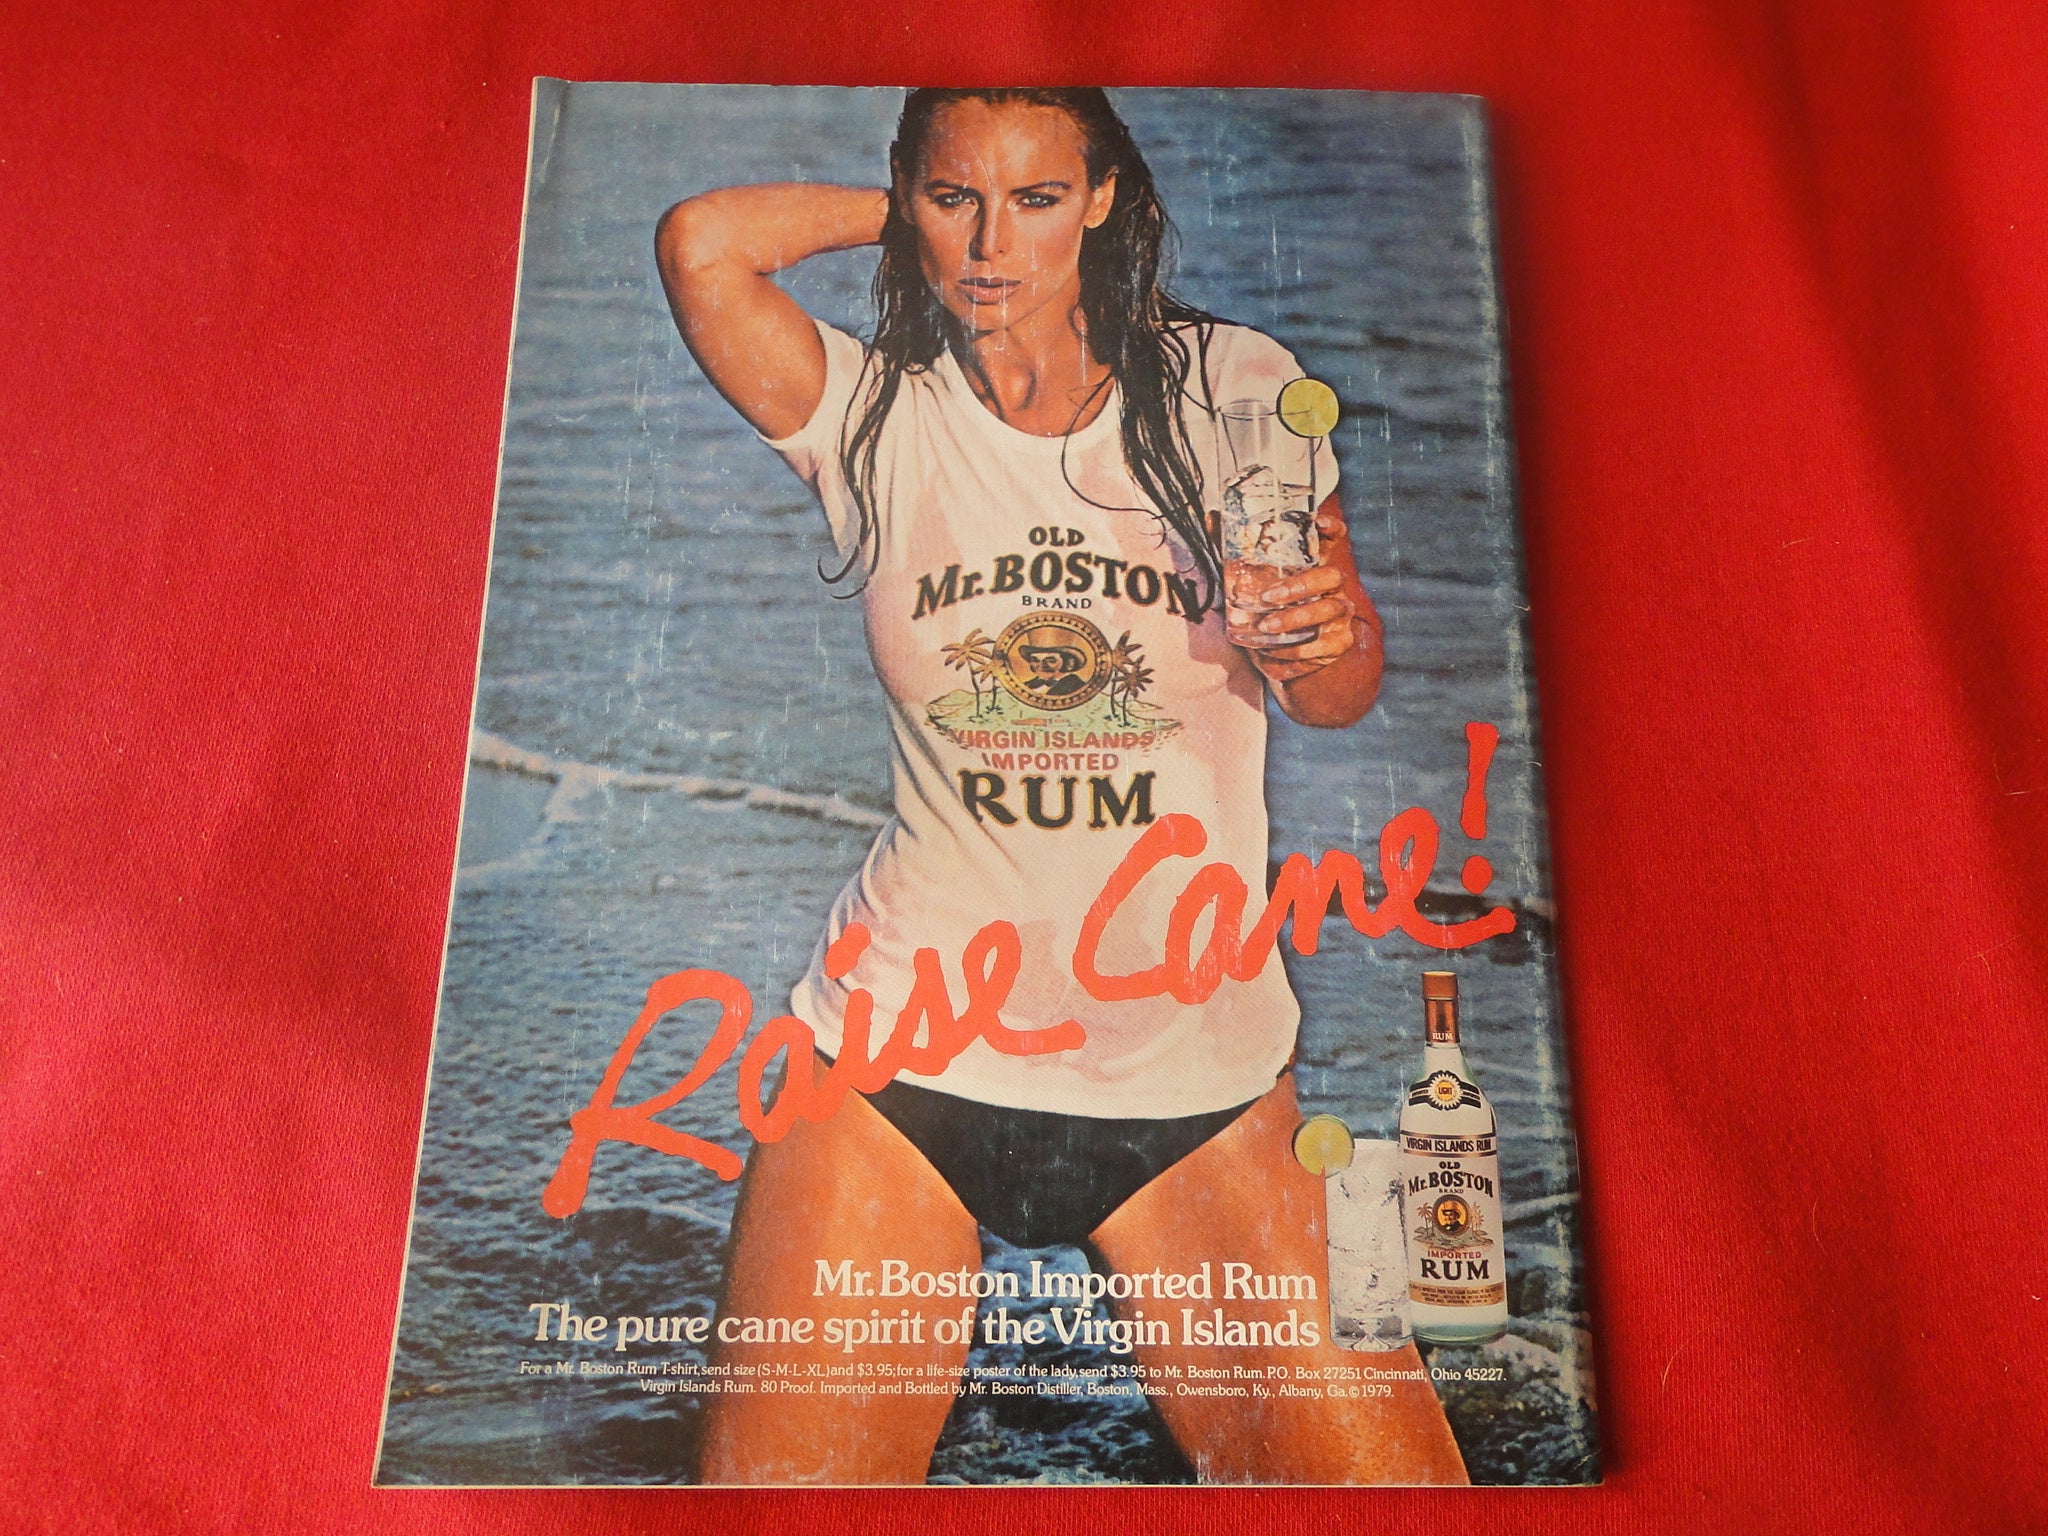 OLD
Mr. BOSTON
BRAND
VIRGIN ISLANDS
IMPORTED
RUM
Raise Cane!
RUM
LIGHT
VIRGIN ISLANDS RUM
OLD
Mr. BOSTON
BRAND
IMPORTED
RUM
Mr. Boston Imported Rum
The pure cane spirit of the Virgin Islands
For a Mr. Boston Rum T-shirt, send size (S-M-L-XL) and $3.95; for a life-size poster of the lady, send $3.95 to Mr. Boston Rum. P.O. Box 27251 Cincinnati, Ohio 45227.
Virgin Islands Rum. 80 Proof. Imported and Bottled by Mr. Boston Distiller, Boston, Mass., Owensboro, Ky., Albany, Ga. © 1979.